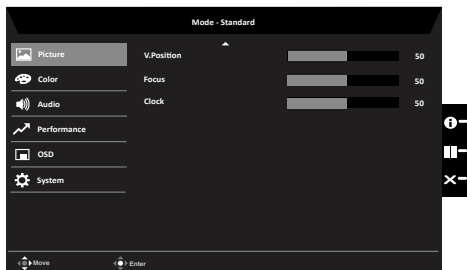 Mode - Standard
Picture
V.Position 50
Color
Focus 50
Audio
Clock 50
Performance
OSD
System
Move
Enter